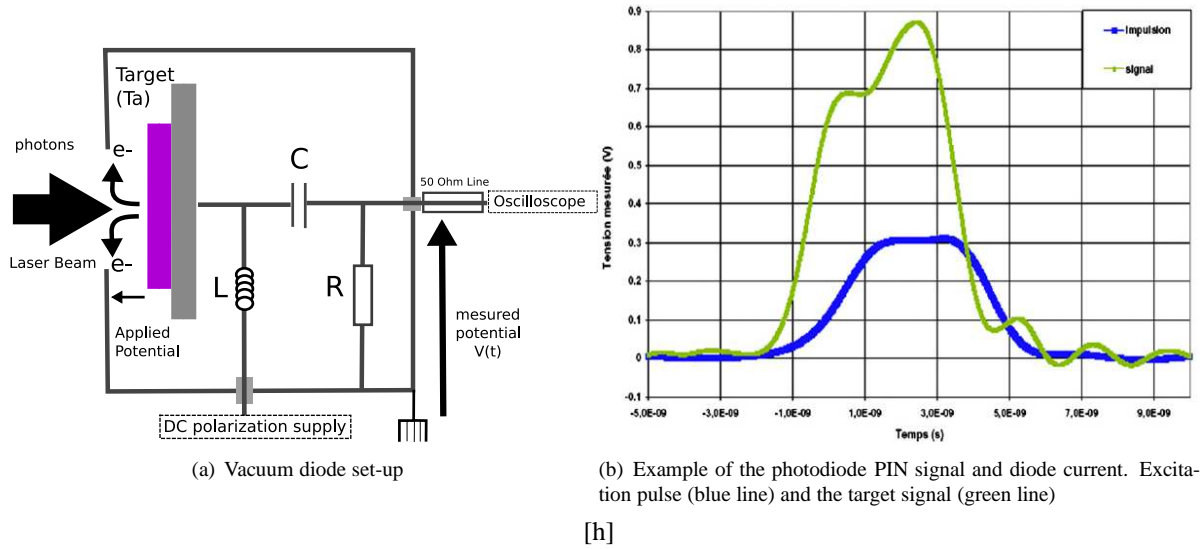 Target
(Ta)
photons
e-
Laser Beam
e-
Applied
Potential
L
C
R
50 Ohm Line
Oscilloscope
mesured
potential
V(t)
DC polarization supply
(a) Vacuum diode set-up
Tension mesurée (V)
0.9
0.8
0.7
0.6
0.5
0.4
0.3
0.2
0.1
0
-0.1
-5,0E-09 -3,0E-09 -1,0E-09 1,0E-09 3,0E-09 5,0E-09 7,0E-09 9,0E-09
Temps (s)
Impulsion
signal
(b) Example of the photodiode PIN signal and diode current. Excita-
tion pulse (blue line) and the target signal (green line)
[h]